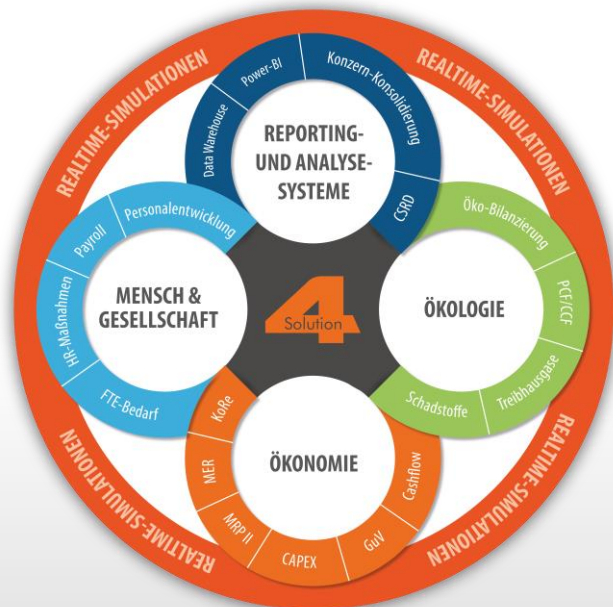 REALTIME-SIMULATIONEN
REALTIME-SIMULATIONEN
Data Warehouse
Power-BI
Konzern-Konsolidierung
CSRD
REPORTING-
UND ANALYSE-
SYSTEME
Personalentwicklung
Payroll
HR-Maßnahmen
FTE-Bedarf
MENSCH &
GESELLSCHAFT
4
Solution
Öko-Bilanzierung
PCF/CCF
Treibhausgase
Schadstoffe
ÖKOLOGIE
KoRe
MER
MRP II
CAPEX
GuV
Cashflow
ÖKONOMIE
REALTIME-SIMULATIONEN
REALTIME-SIMULATIONEN